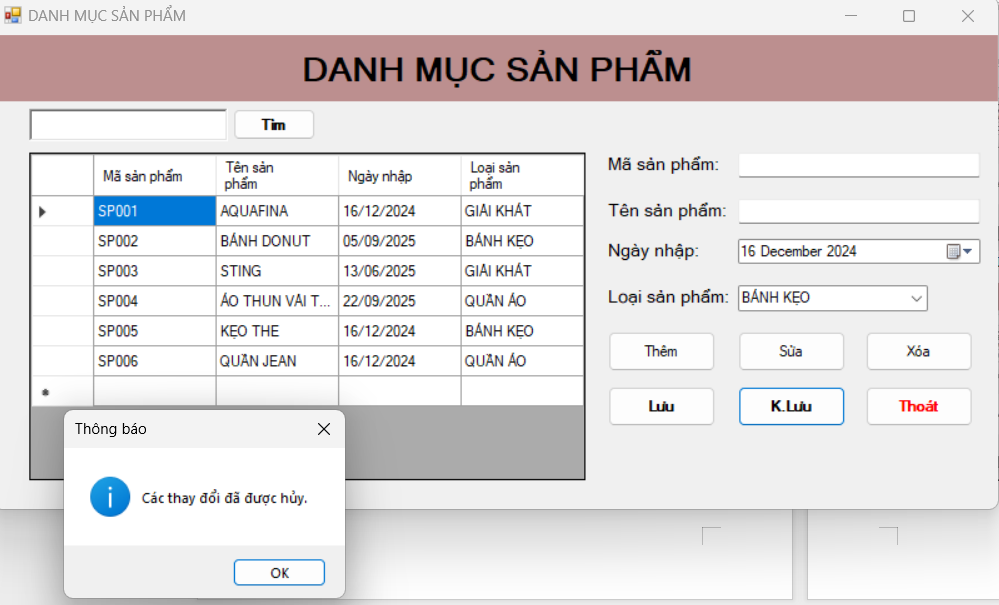 DANH MỤC SẢN PHẨM
DANH MỤC SẢN PHẨM
Tìm
Mã sản phẩm
Tên sản phẩm
Ngày nhập
Loại sản phẩm
SP001 AQUAFINA 16/12/2024 GIẢI KHÁT
SP002 BÁNH DONUT 05/09/2025 BÁNH KẸO
SP003 STING 13/06/2025 GIẢI KHÁT
SP004 ÁO THUN VẢI T... 22/09/2025 QUẦN ÁO
SP005 KẸO THE 16/12/2024 BÁNH KẸO
SP006 QUẦN JEAN 16/12/2024 QUẦN ÁO
Mã sản phẩm:
Tên sản phẩm:
Ngày nhập: 16 December 2024
Loại sản phẩm: BÁNH KẸO
Thêm Sửa Xóa
Lưu K.Lưu Thoát
Thông báo
Các thay đổi đã được hủy.
OK